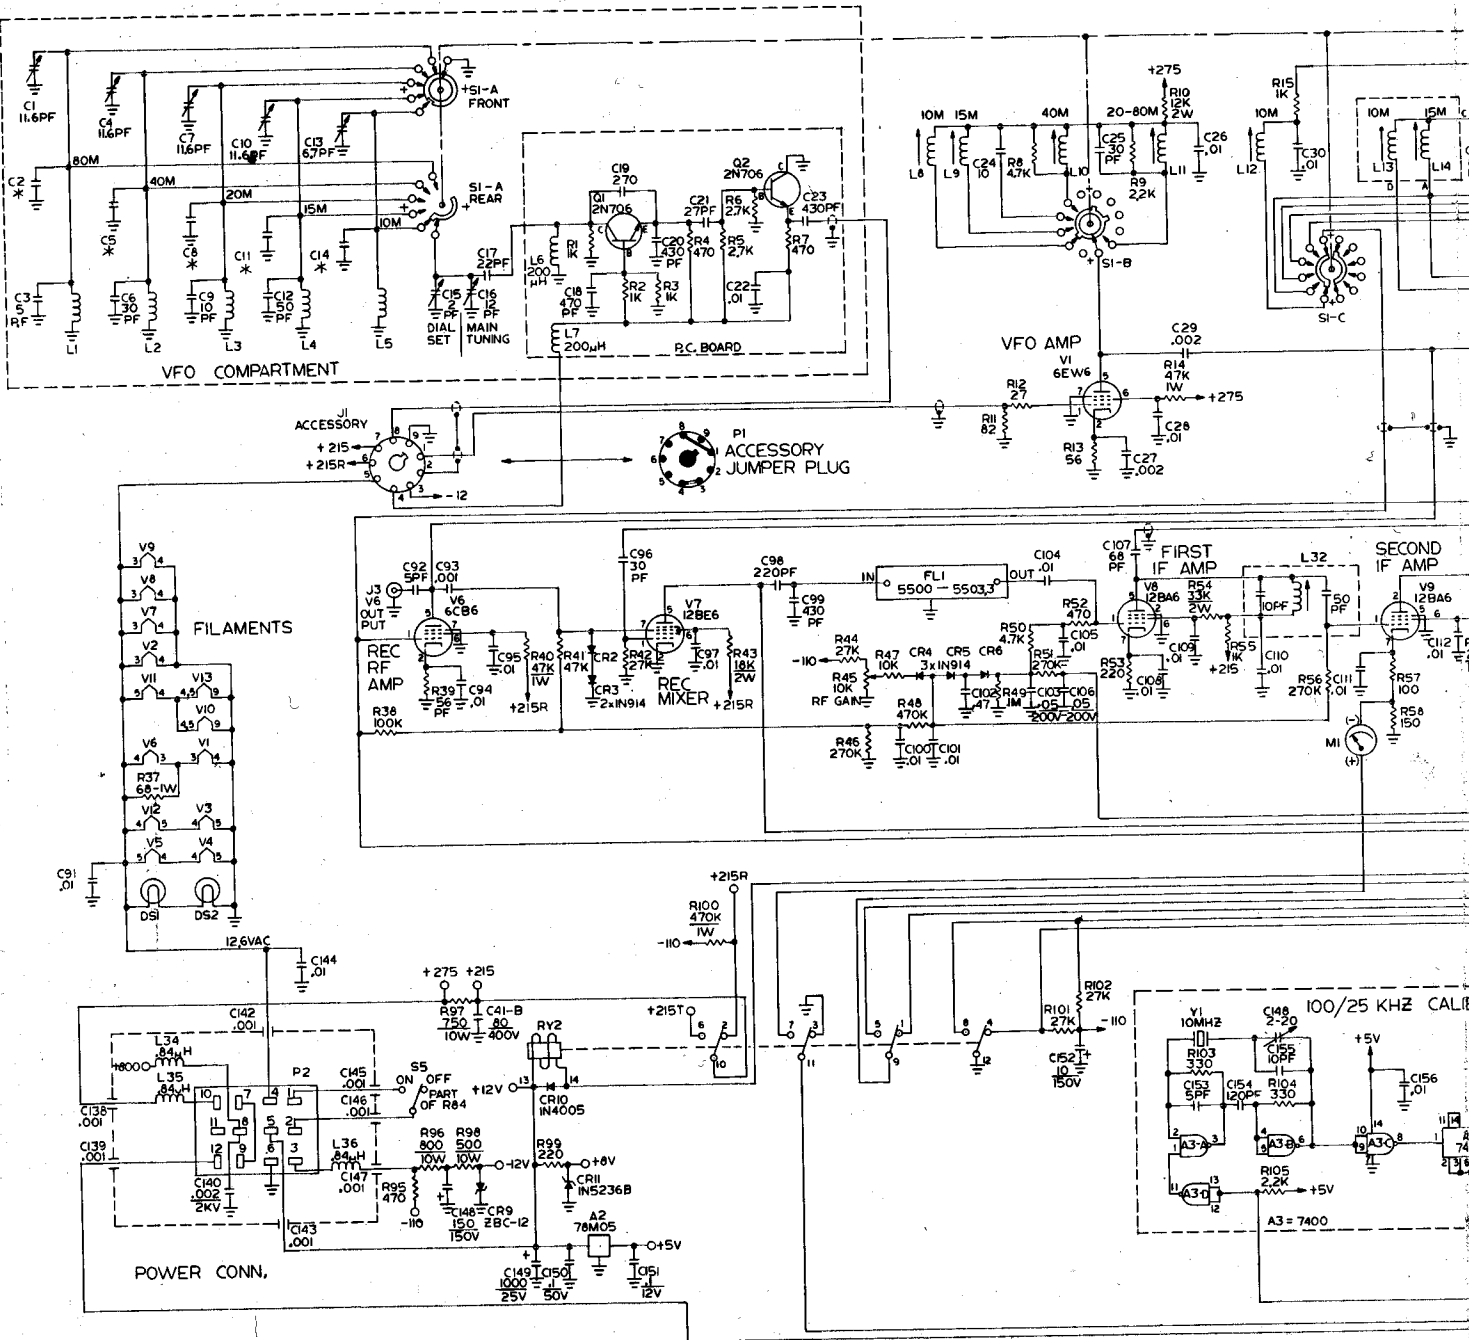 C1
11.6PF
C4
11.6PF
C7
11.6PF
C10
11.6PF
C13
6.7PF
S1-A
FRONT
80M
40M
20M
15M
10M
S1-A
REAR
C2
*
C5
*
C8
*
C11
*
C14
*
C3
5
PF
C6
30
PF
C9
10
PF
C12
50
PF
L1
L2
L3
L4
L5
C15
2
PF
C16
12
PF
DIAL
SET
MAIN
TUNING
C17
22PF
VFO COMPARTMENT
L6
200
µH
R1
1K
C19
270
Q1
2N706
C
E
B
C18
470
PF
R2
1K
R3
1K
C20
430
PF
R4
470
C21
27PF
R6
2.7K
R5
2.7K
Q2
2N706
C
B
E
C23
430PF
R7
470
C22
.01
L7
200µH
P.C. BOARD
10M
15M
40M
20-80M
+275
R10
12K
2W
L8
L9
C24
10
R8
4.7K
L10
C25
30
PF
R9
2.2K
L11
C26
.01
S1-B
R15
1K
10M
L12
C30
.01
10M
15M
L13
L14
D
A
S1-C
VFO AMP
V1
6EW6
C29
.002
R14
47K
1W
+275
R12
27
R11
82
R13
56
C27
.002
C28
.01
J1
ACCESSORY
+215
+215R
-12
P1
ACCESSORY
JUMPER PLUG
FILAMENTS
V9
V8
V7
V2
V11
V13
V10
V6
V1
R37
68-1W
V12
V3
V5
V4
DS1
DS2
C91
.01
12.6VAC
C144
.01
J3
V6
OUT
PUT
C92
5PF
C93
.001
V6
6CB6
REC
RF
AMP
R38
100K
R39
56
PF
C94
.01
C95
.01
R40
47K
1W
+215R
R41
47K
CR2
CR3
2x1N914
C96
30
PF
R42
27K
V7
12BE6
REC
MIXER
C97
.01
R43
18K
2W
+215R
C98
220PF
C99
430
PF
IN
FL1
5500 – 5503.3
OUT
C104
.01
R44
27K
-110
R45
10K
RF GAIN
R47
10K
CR4
CR5
CR6
3x1N914
R46
270K
R48
470K
C100
.01
C101
.01
C102
.47
R49
1M
R50
4.7K
R51
270K
R52
470
C105
.01
C103
.05
200V
C106
.05
200V
C107
68
PF
FIRST
IF AMP
V8
12BA6
R54
33K
2W
R53
220
C108
.01
C109
.01
R55
1K
+215
C110
.01
L32
10PF
50
PF
SECOND
IF AMP
V9
12BA6
R56
270K
C111
.01
R57
100
R58
150
C112
.01
M1
(-)
(+)
+215R
R100
470K
1W
-110
+215T
+275
+215
R97
750
10W
C41-B
80
400V
RY2
+12V
CR10
1N4005
R101
27K
R102
27K
-110
C152
10
150V
C142
.001
L34
.84µH
+800
L35
.84µH
P2
C145
.001
C146
.001
S5
ON
OFF
PART
OF R84
C138
.001
C139
.001
C140
.002
2KV
L36
.84µH
C147
.001
C143
.001
R96
800
10W
R98
500
10W
-12V
R95
470
-110
C148
150
150V
CR9
ZBC-12
R99
220
+8V
CR11
1N5236B
A2
78M05
+5V
C149
1000
25V
C150
.1
50V
C151
.1
12V
POWER CONN.
100/25 KHZ
Y1
10MHZ
C148
2-20
R103
330
C155
10PF
C153
5PF
C154
120PF
R104
330
+5V
C156
.01
A3-A
A3-B
A3-C
A3-D
R105
2.2K
+5V
A3=7400